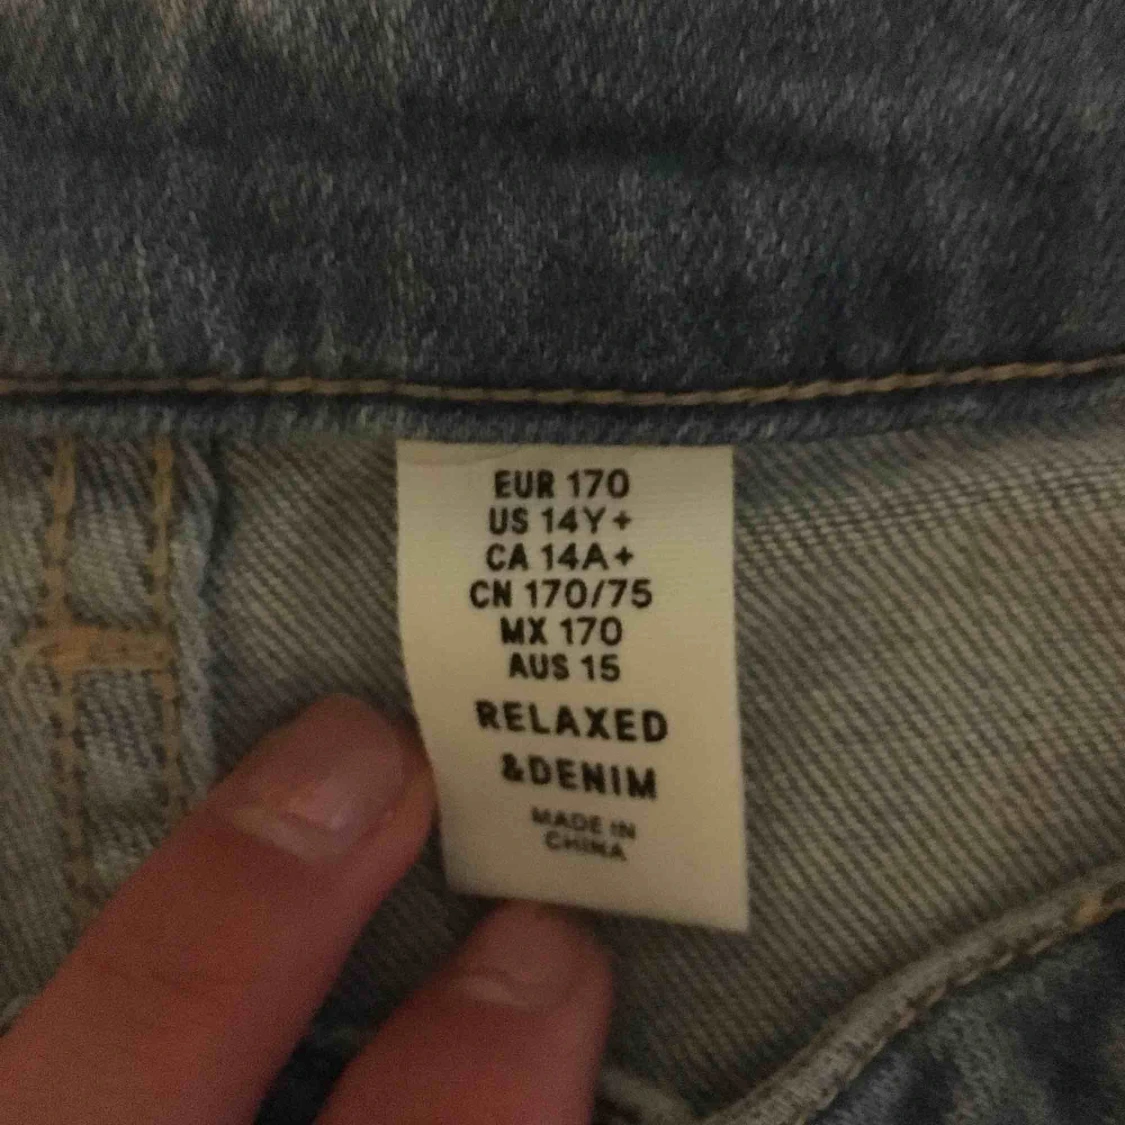 EUR 170
US 14Y+
CA 14A+
CN 170/75
MX 170
AUS 15
RELAXED
&DENIM
MADE IN
CHINA